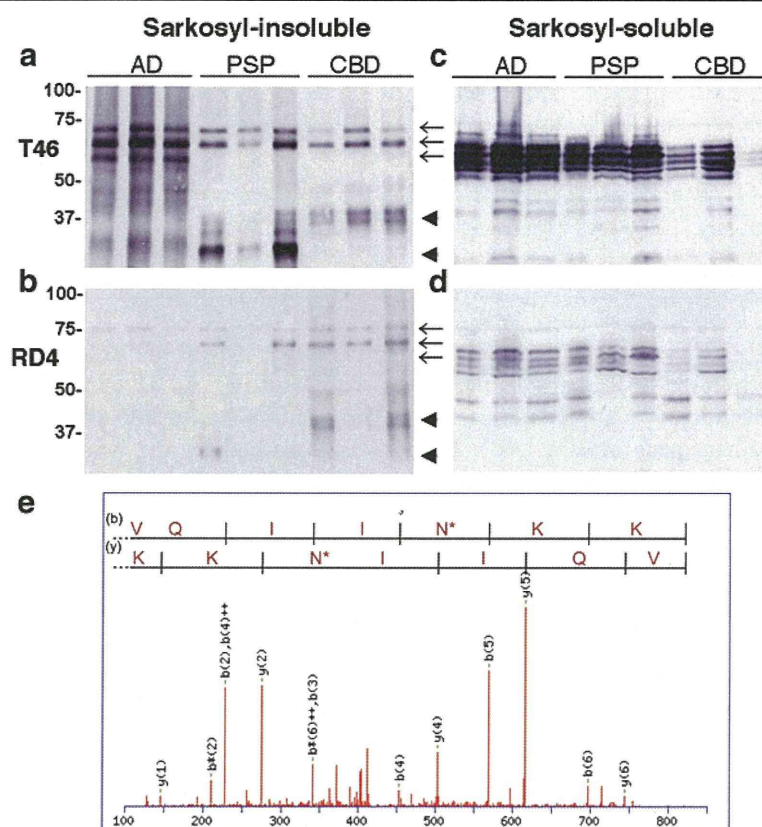 Sarkosyl-insoluble Sarkosyl-soluble
a AD PSP CBD c AD PSP CBD
100-
75-
T46
50-
37-
b d
100-
75-
RD4
50-
37-
e
(b) V Q I I N* K K
(y) K K N* I I Q V
y(1)
b*(2)
b(2),b(4)++
y(2)
b*(6)++,b(3)
b(4)
y(4)
b(5)
y(5)
b(6)
y(6)
100 200 300 400 500 600 700 800